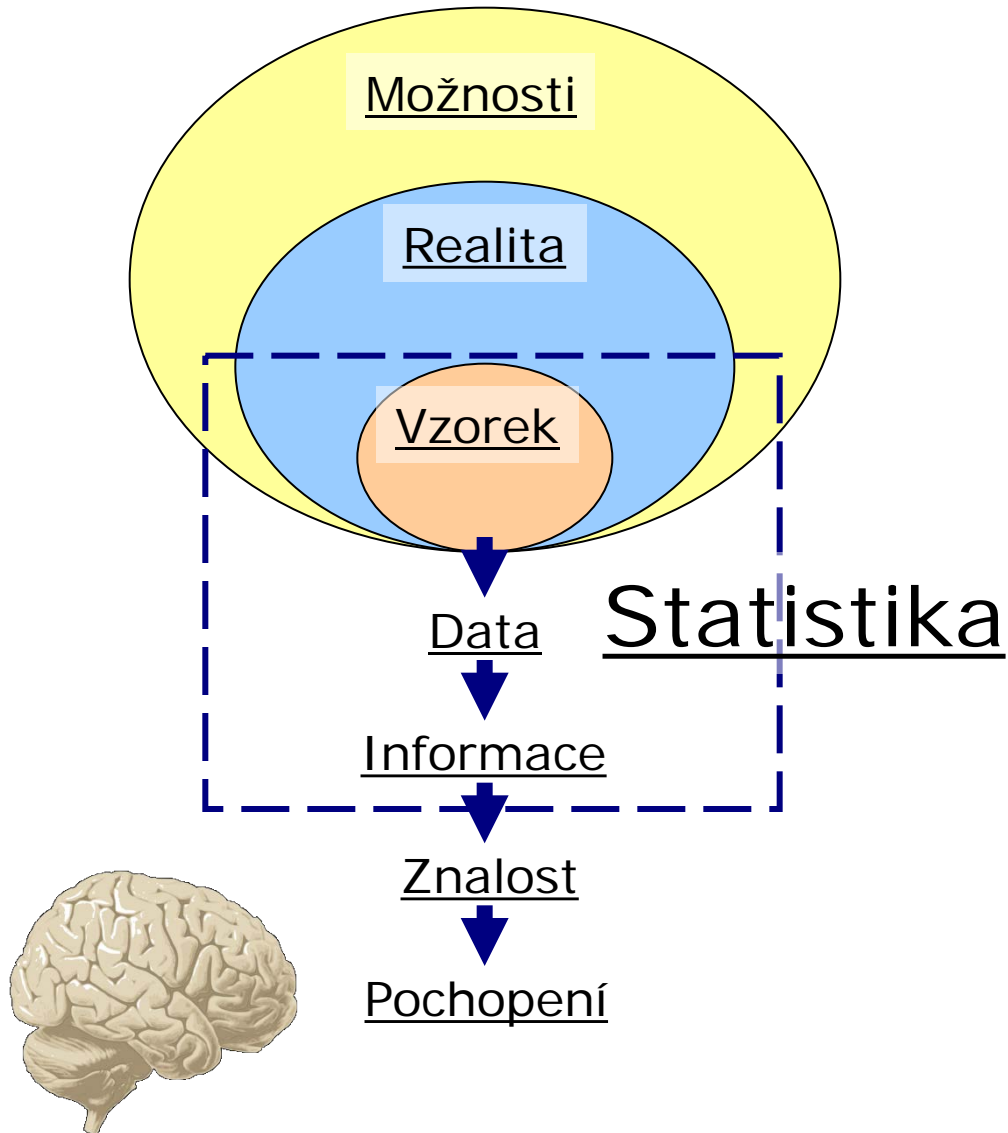 Možnosti
Realita
Vzorek
Statistika
Data
Informace
Znalost
Pochopení